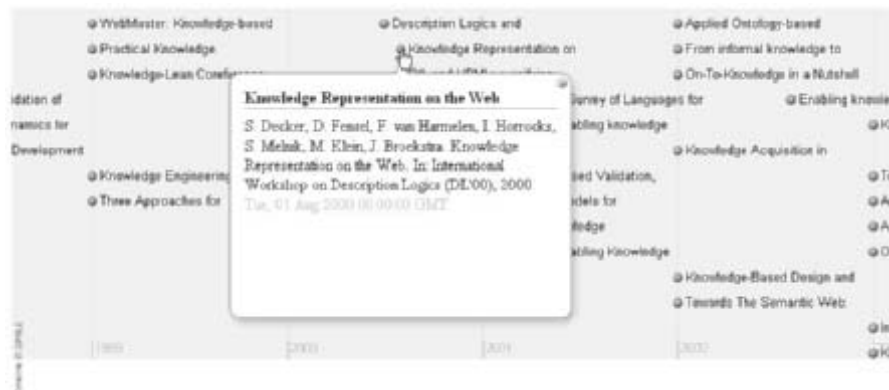 WebMaster: Knowledge-based
Description Logics and
Applied Ontology-based
Practical Knowledge
Knowledge Representation on
From informal knowledge to
Knowledge-Lean
On-To-Knowledge in a Nutshell
dation of
Survey of Languages for
Enabling
namics for
abling knowledge
Development
Knowledge Acquisition in
Knowledge Engineering
sed Validation,
Three Approaches for
dels for
ledge
abling Knowledge
Knowledge-Based Design and
Towards The Semantic Web:
Knowledge Representation on the Web
S. Decker, D. Fensel, F. van Harmelen, I. Horrocks,
S. Melnik, M. Klein, J. Broekstra. Knowledge
Representation on the Web. In: International
Workshop on Description Logics (DL'00), 2000
Tue, 01 Aug 2000 00:00:00 GMT
1999
2000
2001
2002